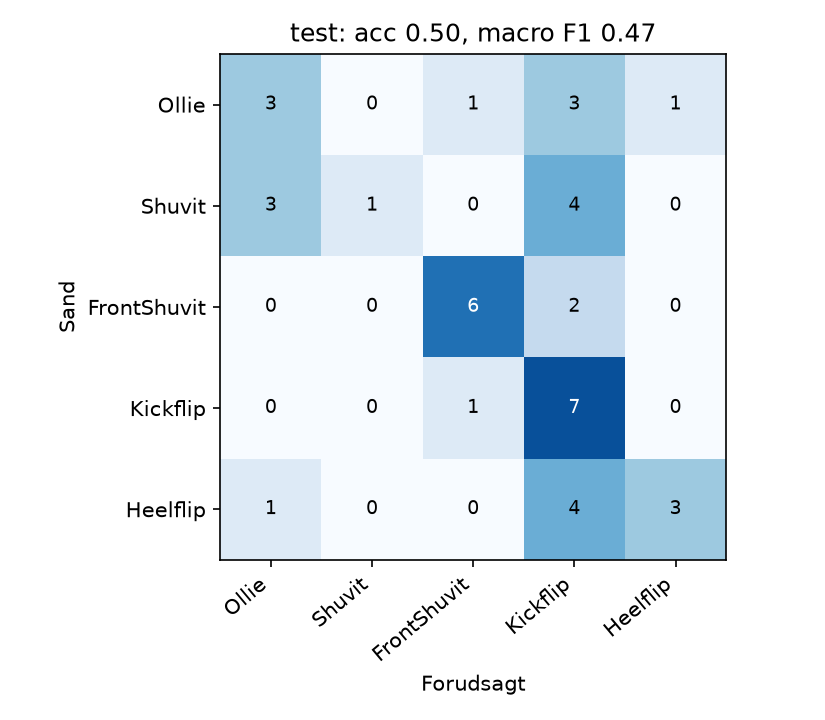 test: acc 0.50, macro F1 0.47
Ollie 3 0 1 3 1
Shuvit 3 1 0 4 0
FrontShuvit 0 0 6 2 0
Kickflip 0 0 1 7 0
Heelflip 1 0 0 4 3
Sand
Ollie Shuvit FrontShuvit Kickflip Heelflip
Forudsagt